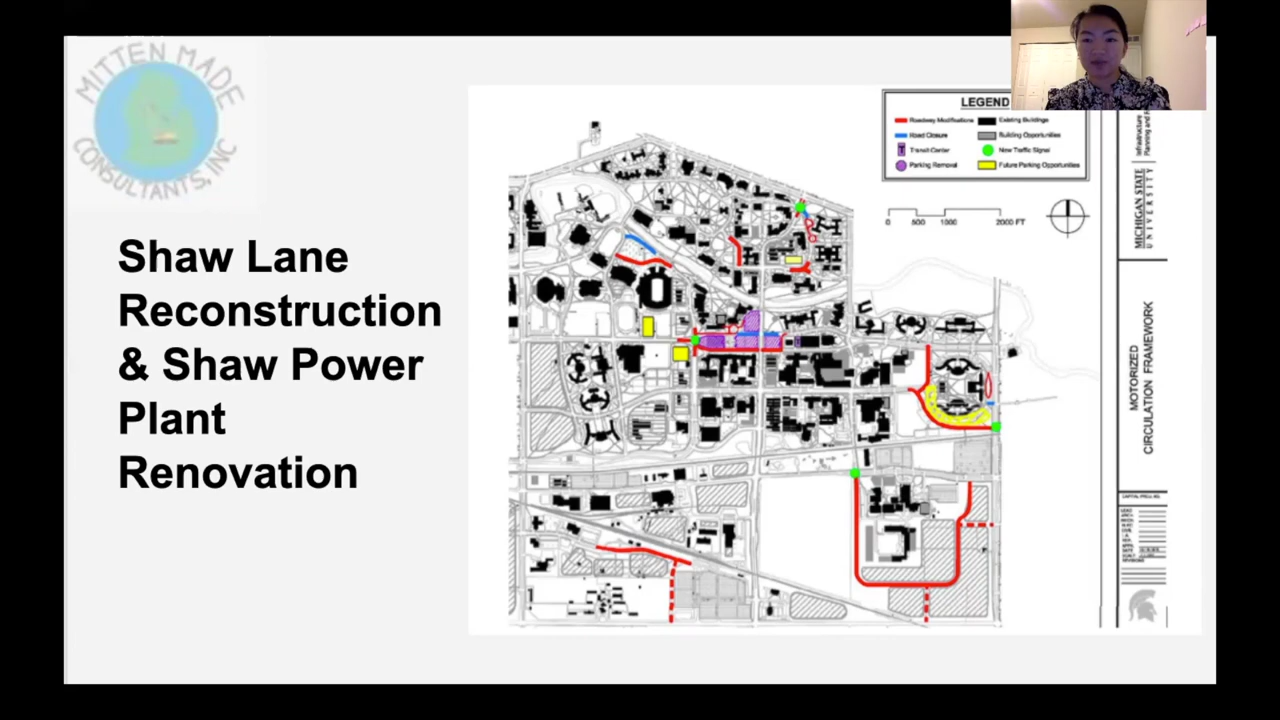 MITTEN MADE
CONSULTANTS, INC
Shaw Lane
Reconstruction
& Shaw Power
Plant
Renovation
LEGEND
Roadway Modifications
Existing Buildings
Road Closure
Building Opportunities
T Transit Center
New Traffic Signal
Parking Removal
Future Parking Opportunities
0 500 1000 2000 FT
MICHIGAN STATE
UNIVERSITY
Infrastructure
MOTORIZED
CIRCULATION FRAMEWORK